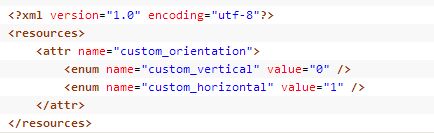 <?xml version="1.0" encoding="utf-8"?>
<resources>
    <attr name="custom_orientation">
        <enum name="custom_vertical" value="0" />
        <enum name="custom_horizontal" value="1" />
    </attr>
</resources>